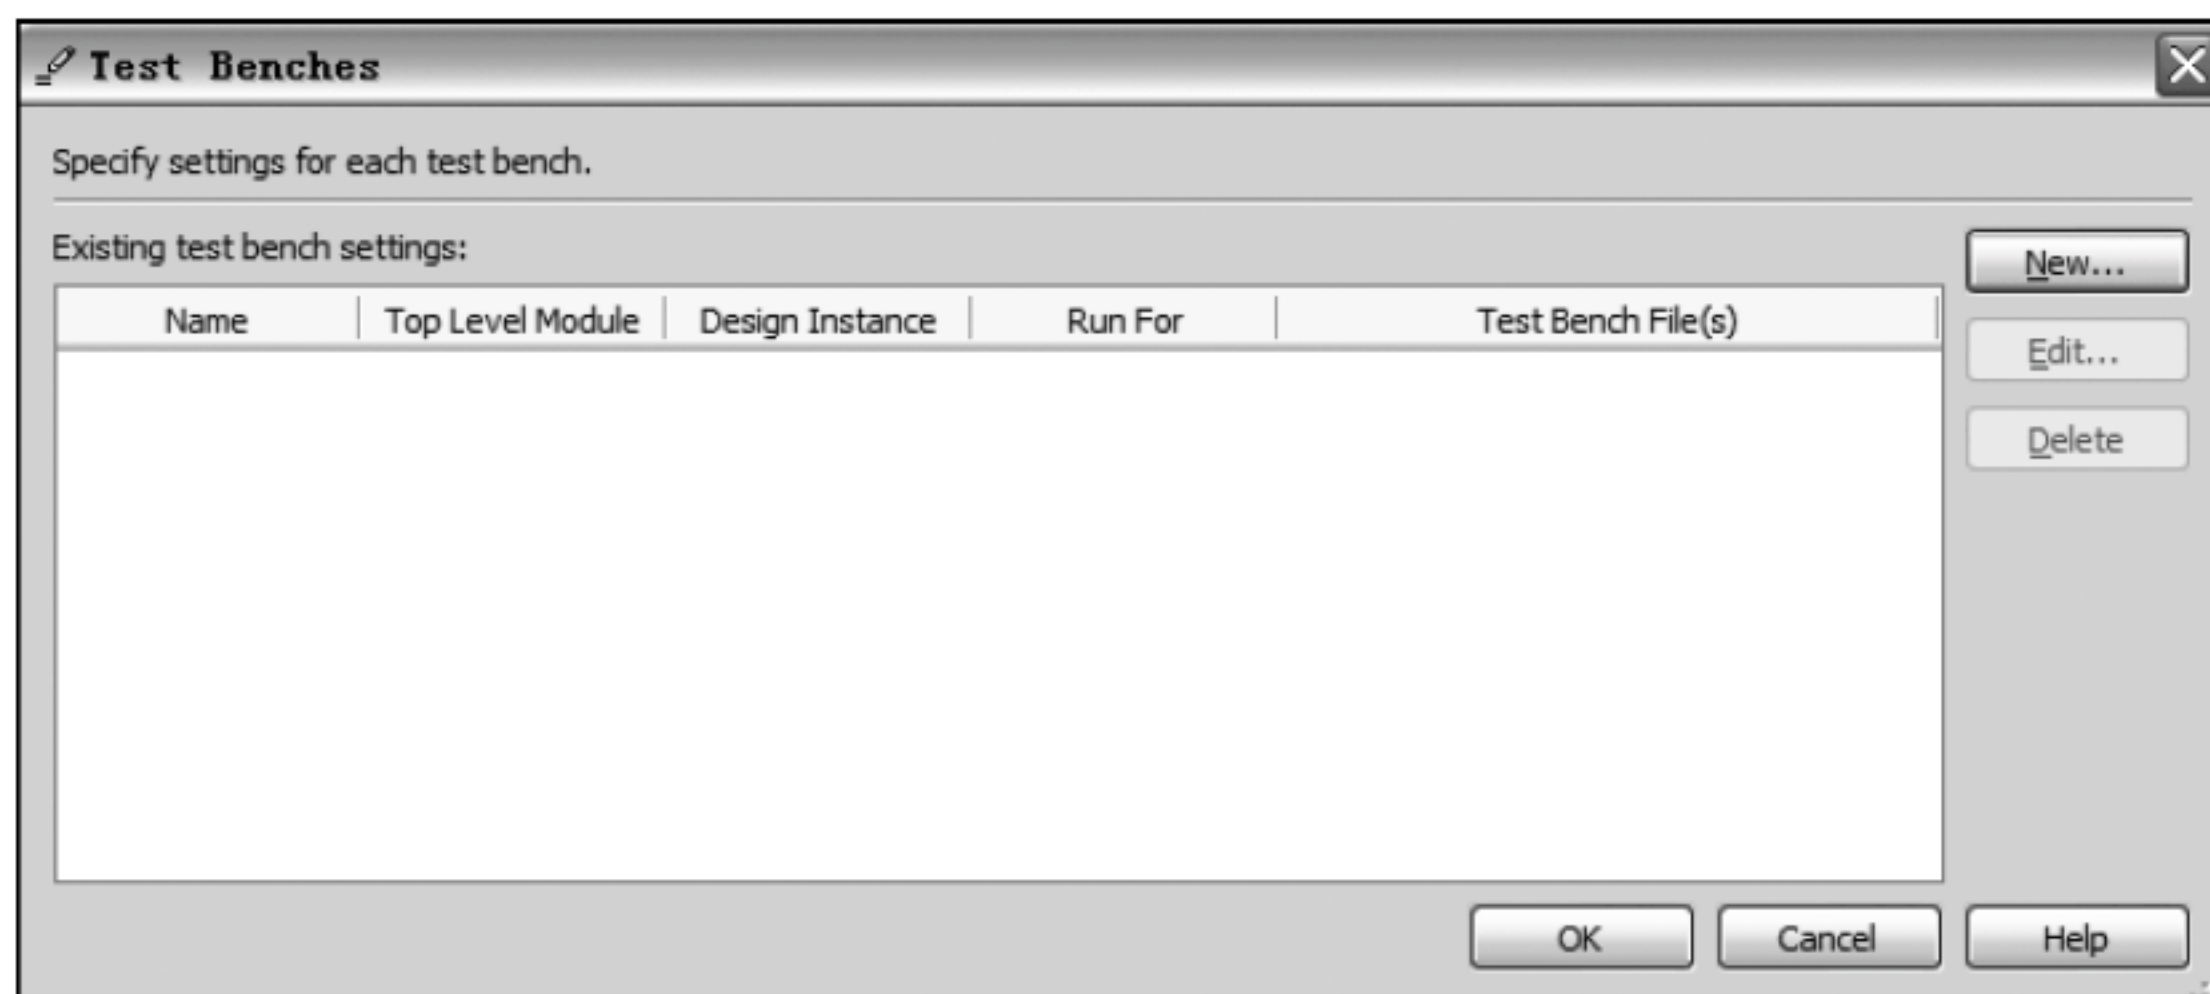 Test Benches
Specify settings for each test bench.
Existing test bench settings:
New...
Name Top Level Module Design Instance Run For Test Bench File(s)
Edit...
Delete
OK Cancel Help